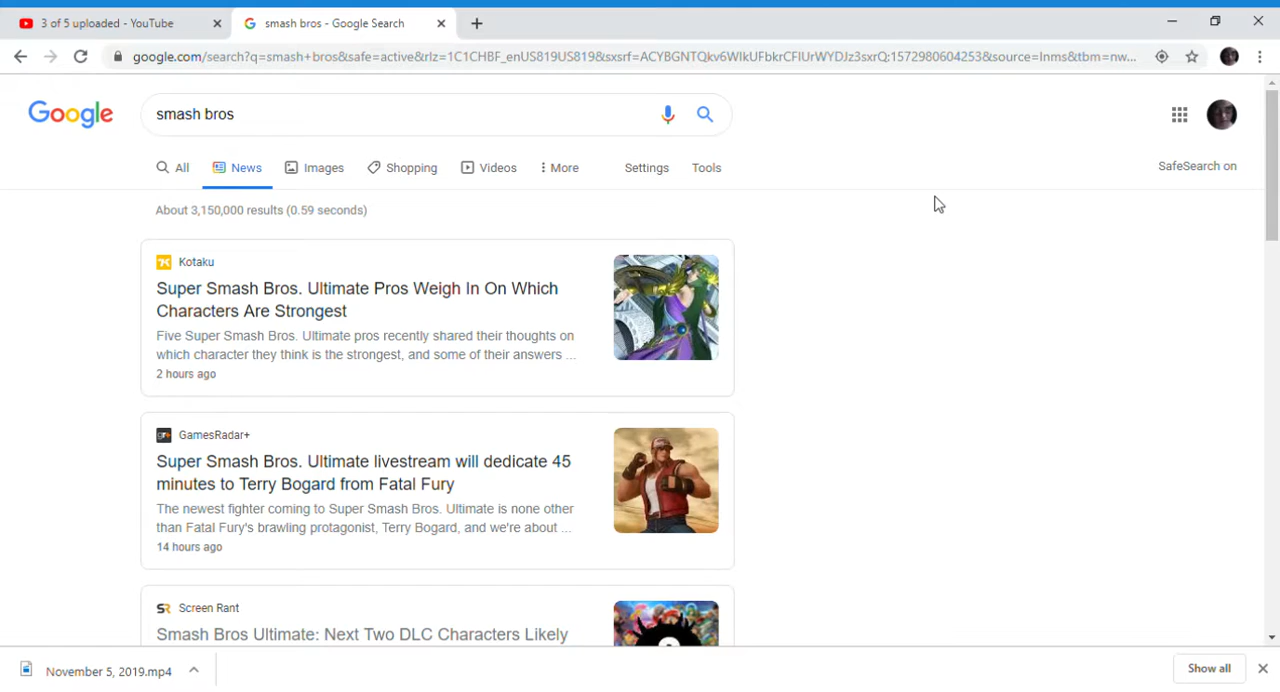 3 of 5 uploaded - YouTube
smash bros - Google Search
google.com/search?q=smash+bros&safe=active&rlz=1C1CHBF_enUS819US819&sxsrf=ACYBGNTQkv6WIkUFbkrCFIUrWYDJz3sxrQ:1572980604253&source=lnms&tbm=nw...
Google
smash bros
All News Images Shopping Videos More Settings Tools
SafeSearch on
About 3,150,000 results (0.59 seconds)
Kotaku
Super Smash Bros. Ultimate Pros Weigh In On Which
Characters Are Strongest
Five Super Smash Bros. Ultimate pros recently shared their thoughts on
which character they think is the strongest, and some of their answers ...
2 hours ago
GamesRadar+
Super Smash Bros. Ultimate livestream will dedicate 45
minutes to Terry Bogard from Fatal Fury
The newest fighter coming to Super Smash Bros. Ultimate is none other
than Fatal Fury's brawling protagonist, Terry Bogard, and we're about ...
14 hours ago
SR Screen Rant
Smash Bros Ultimate: Next Two DLC Characters Likely
November 5, 2019.mp4
Show all